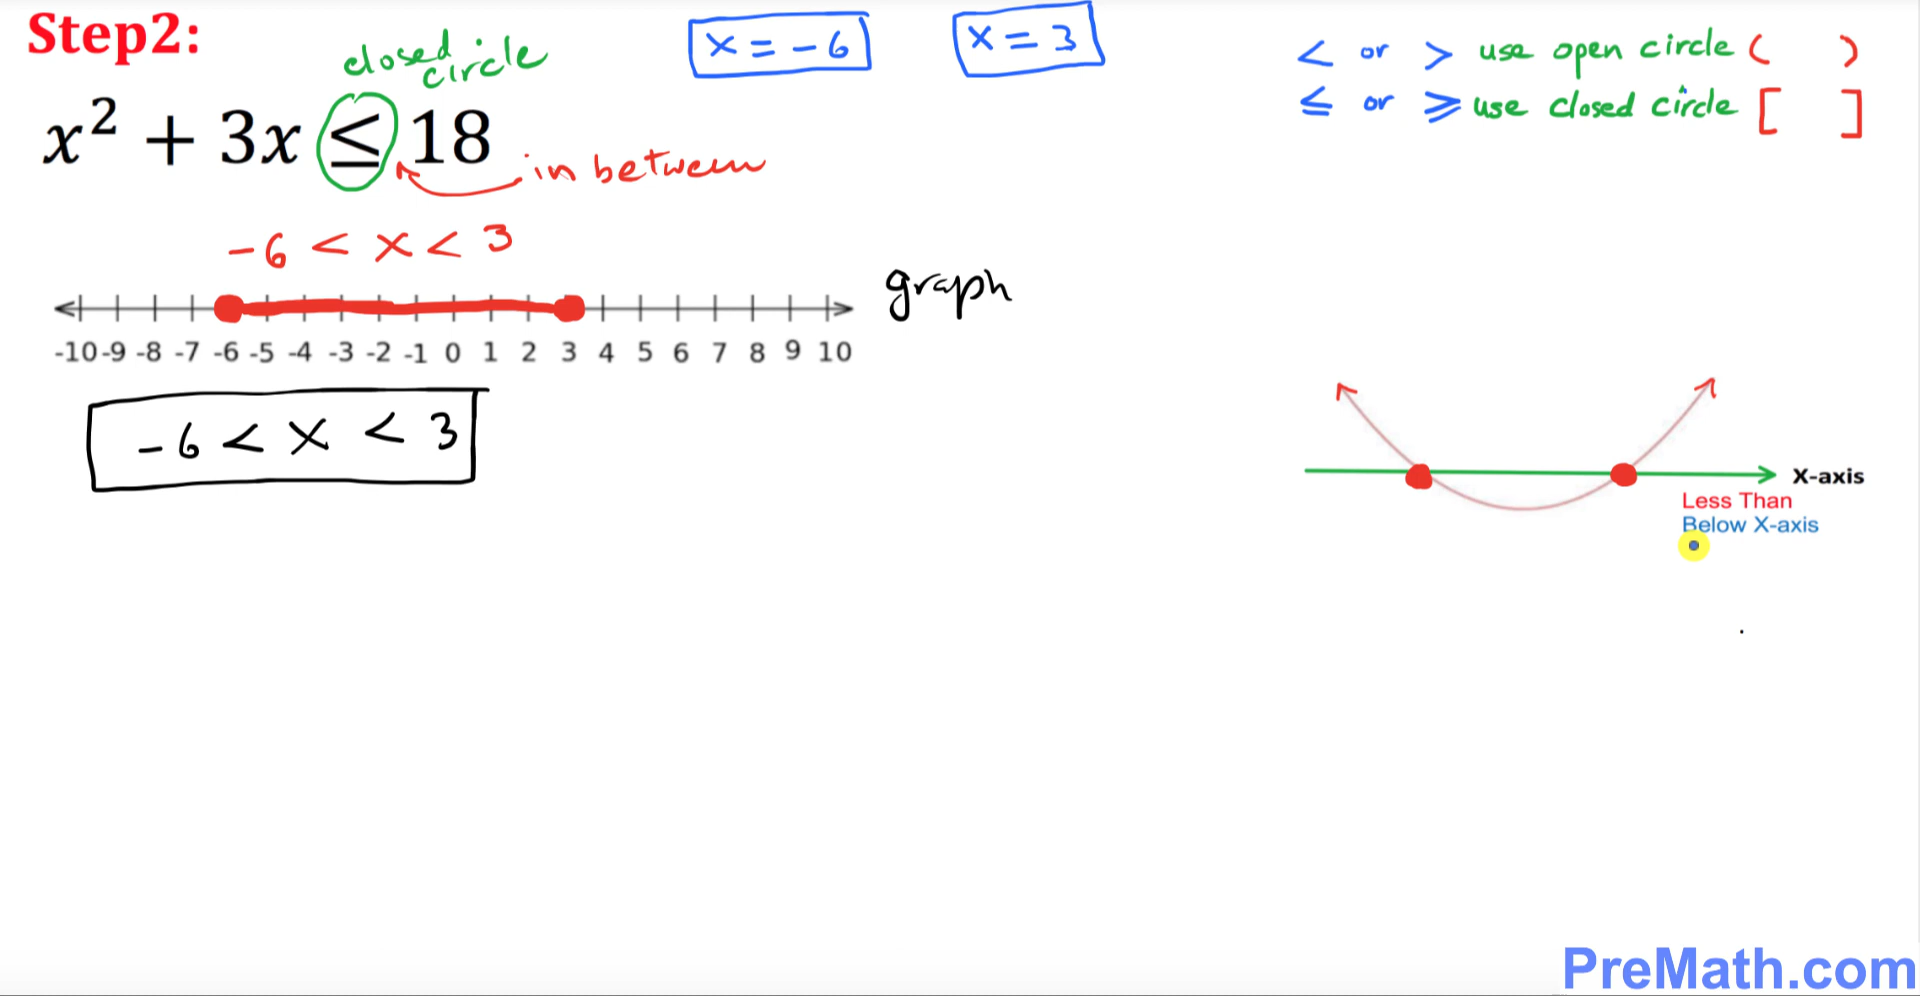 Step2:
x = -6
x = 3
< or > use open circle ( )
closed circle
≤ or ≥ use closed circle [ ]
x² + 3x ≤ 18
in between
-6 < x < 3
graph
-10 -9 -8 -7 -6 -5 -4 -3 -2 -1 0 1 2 3 4 5 6 7 8 9 10
-6 < x < 3
X-axis
Less Than
Below X-axis
PreMath.com